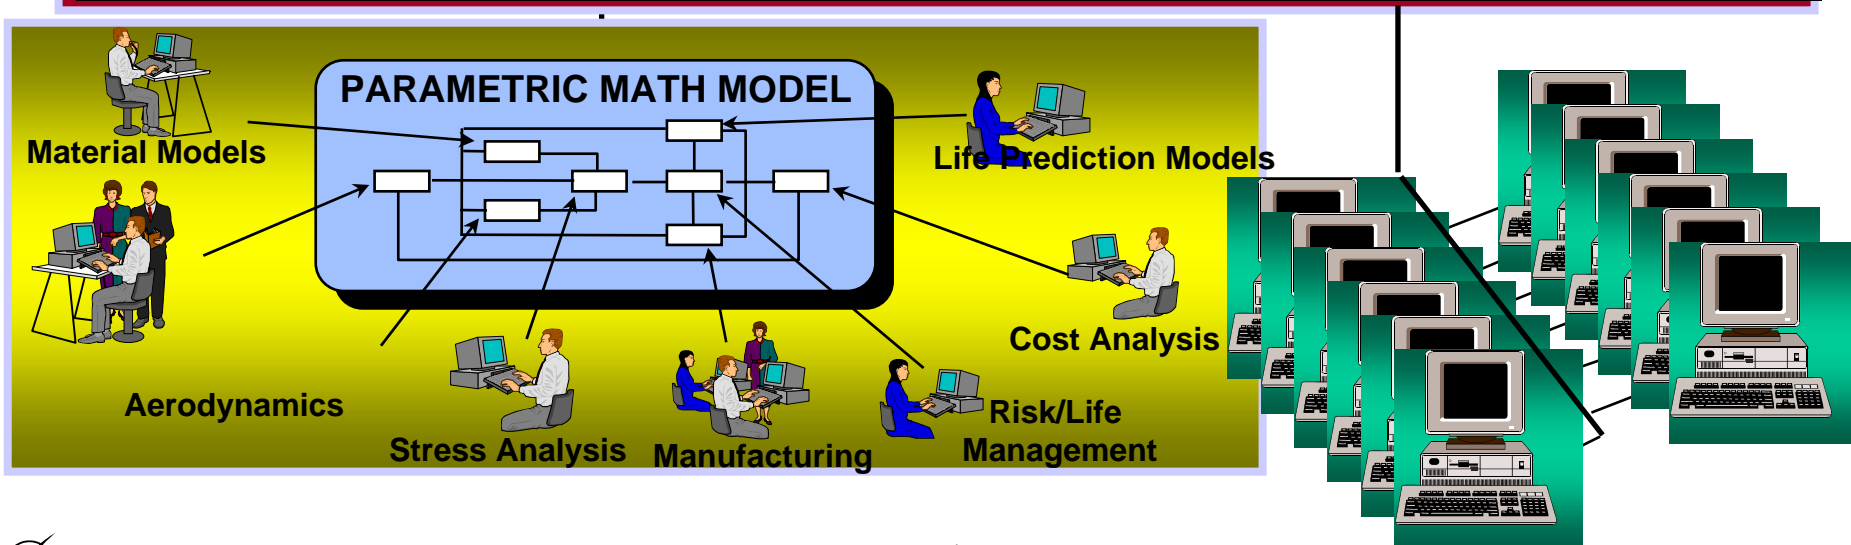 PARAMETRIC MATH MODEL
Material Models
Life Prediction Models
Cost Analysis
Aerodynamics
Stress Analysis
Manufacturing
Risk/Life
Management